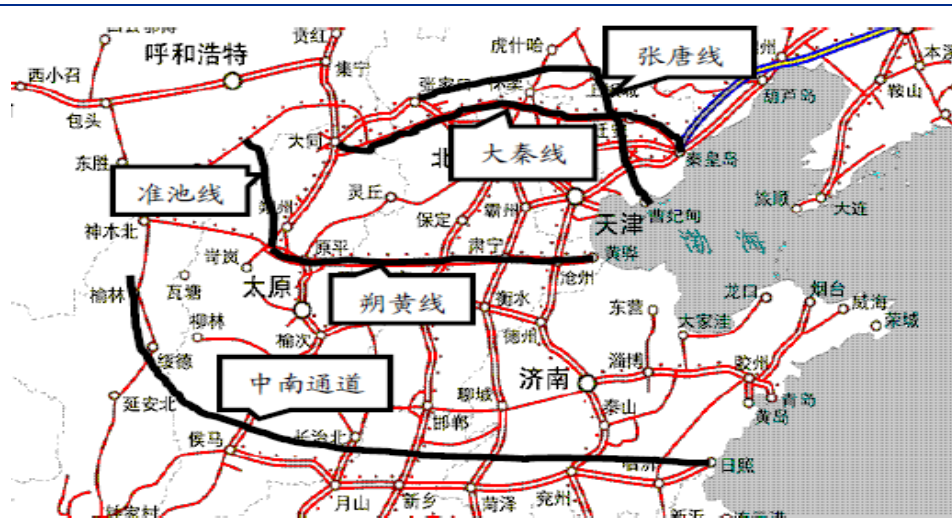 呼和浩特
贲红
虎什哈
西小召
集宁
张唐线
本溪
包头
葫芦岛
鞍山
大同
大秦线
东胜
秦皇岛
准池线
灵丘
保定
霸州
天津
曹纪甸
旅顺
大连
神木北
原平
肃宁
黄骅
渤海
岢岚
沧州
榆林
瓦塘
太原
朔黄线
衡水
东营
龙口
烟台
威海
荣城
柳林
榆次
德州
大家洼
绥德
中南通道
济南
淄博
胶州
聊城
延安北
泰山
青岛
黄岛
邯郸
侯马
长治北
日照
月山
新乡
菏泽
兖州